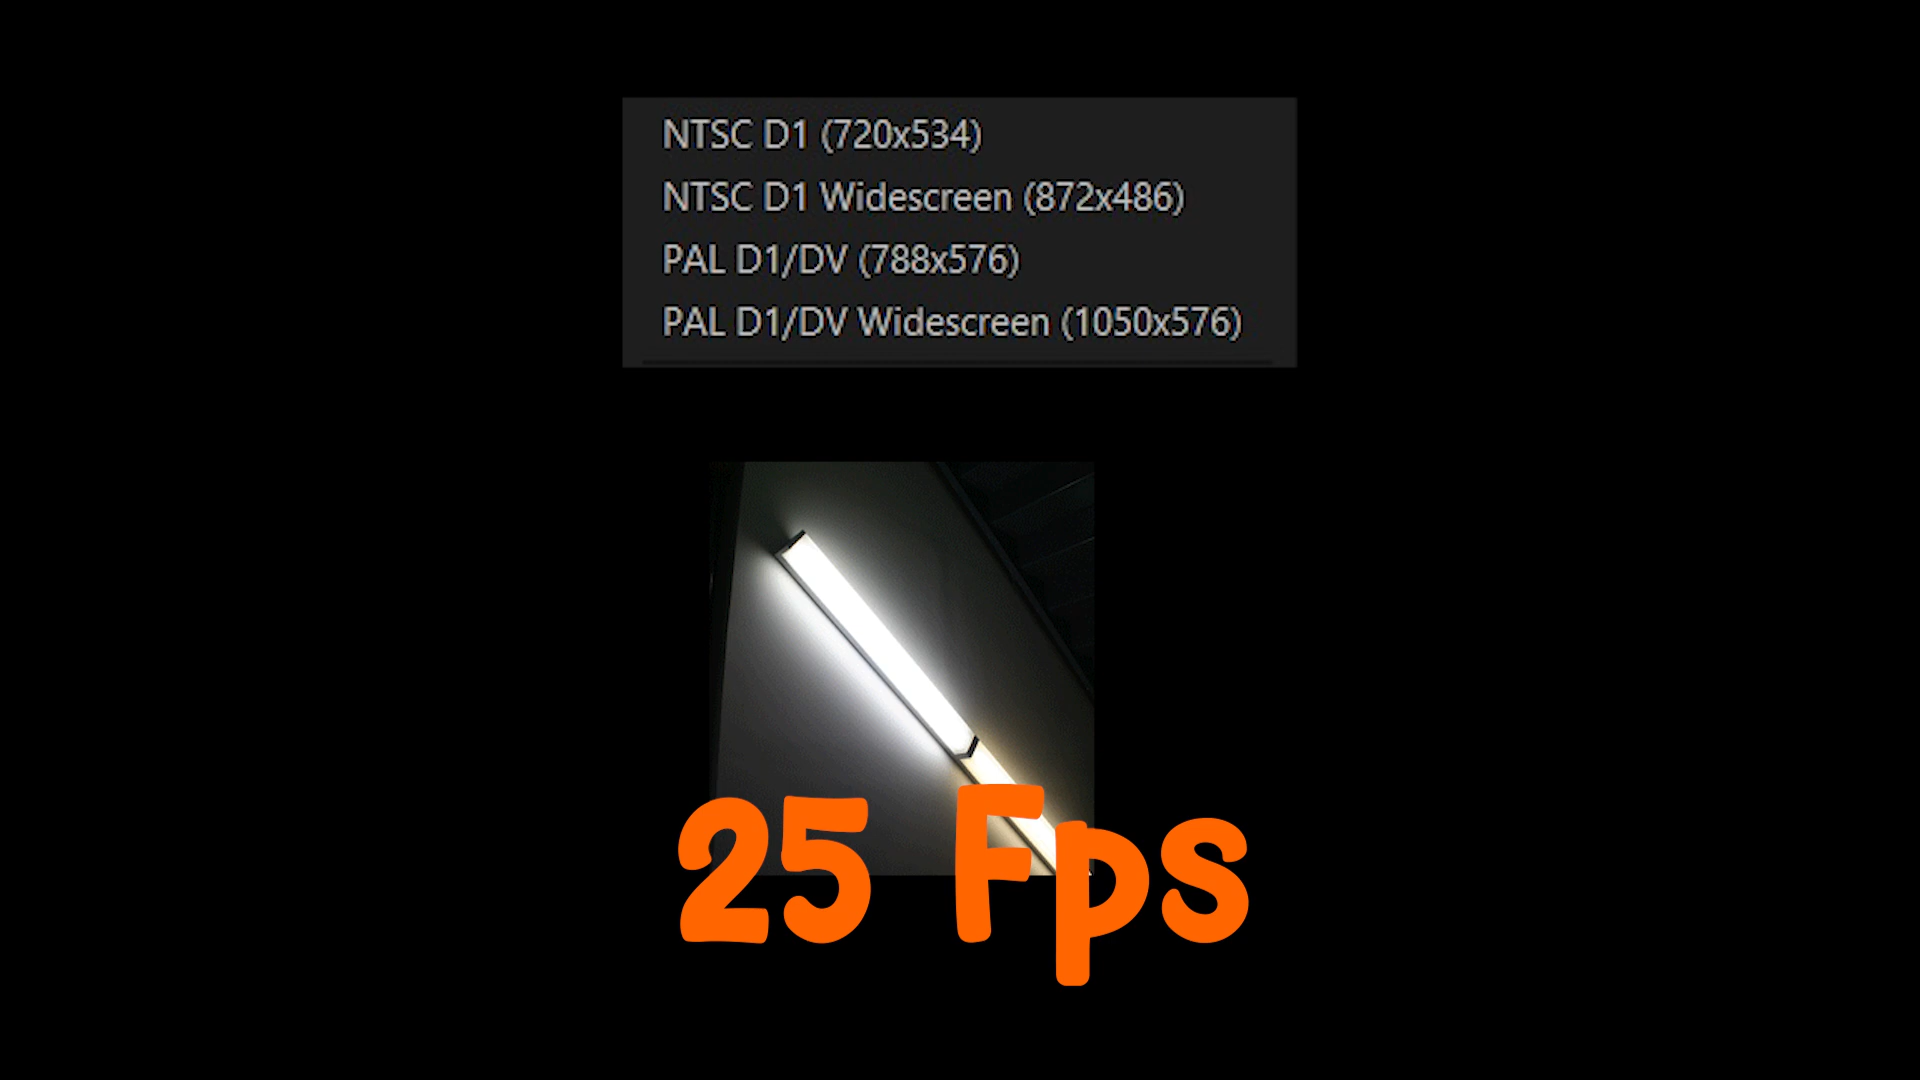 NTSC D1 (720x534)
NTSC D1 Widescreen (872x486)
PAL D1/DV (788x576)
PAL D1/DV Widescreen (1050x576)
25 Fps